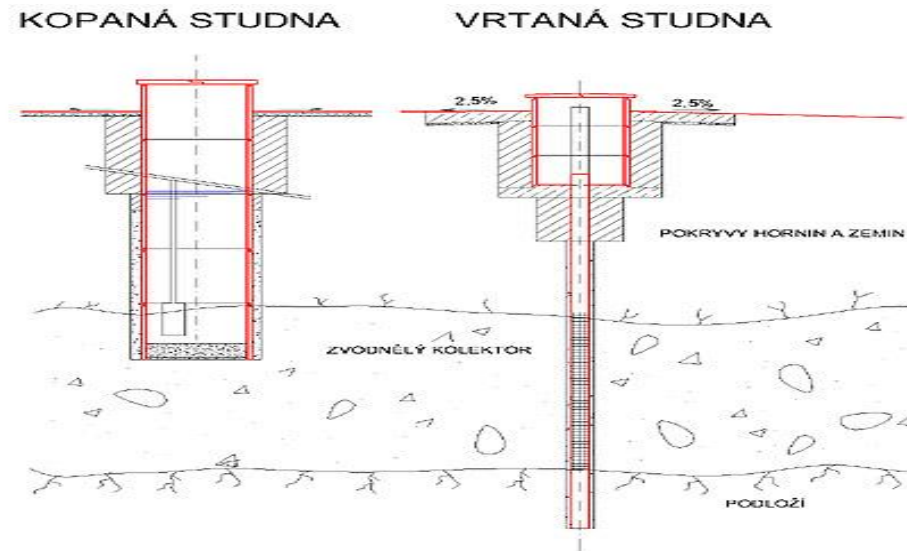 KOPANÁ STUDNA
VRTANÁ STUDNA
2,5%
2,5%
POKRYVY HORNIN A ZEMIN
ZVODNĚLÝ KOLEKTOR
PODLOŽÍ